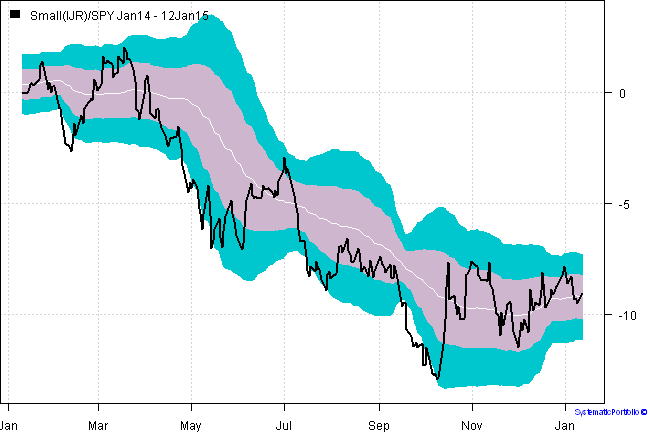 Small(IJR)/SPY Jan14 - 12Jan15
0
-5
-10
Jan Mar May Jul Sep Nov Jan
SystematicPortfolio ©